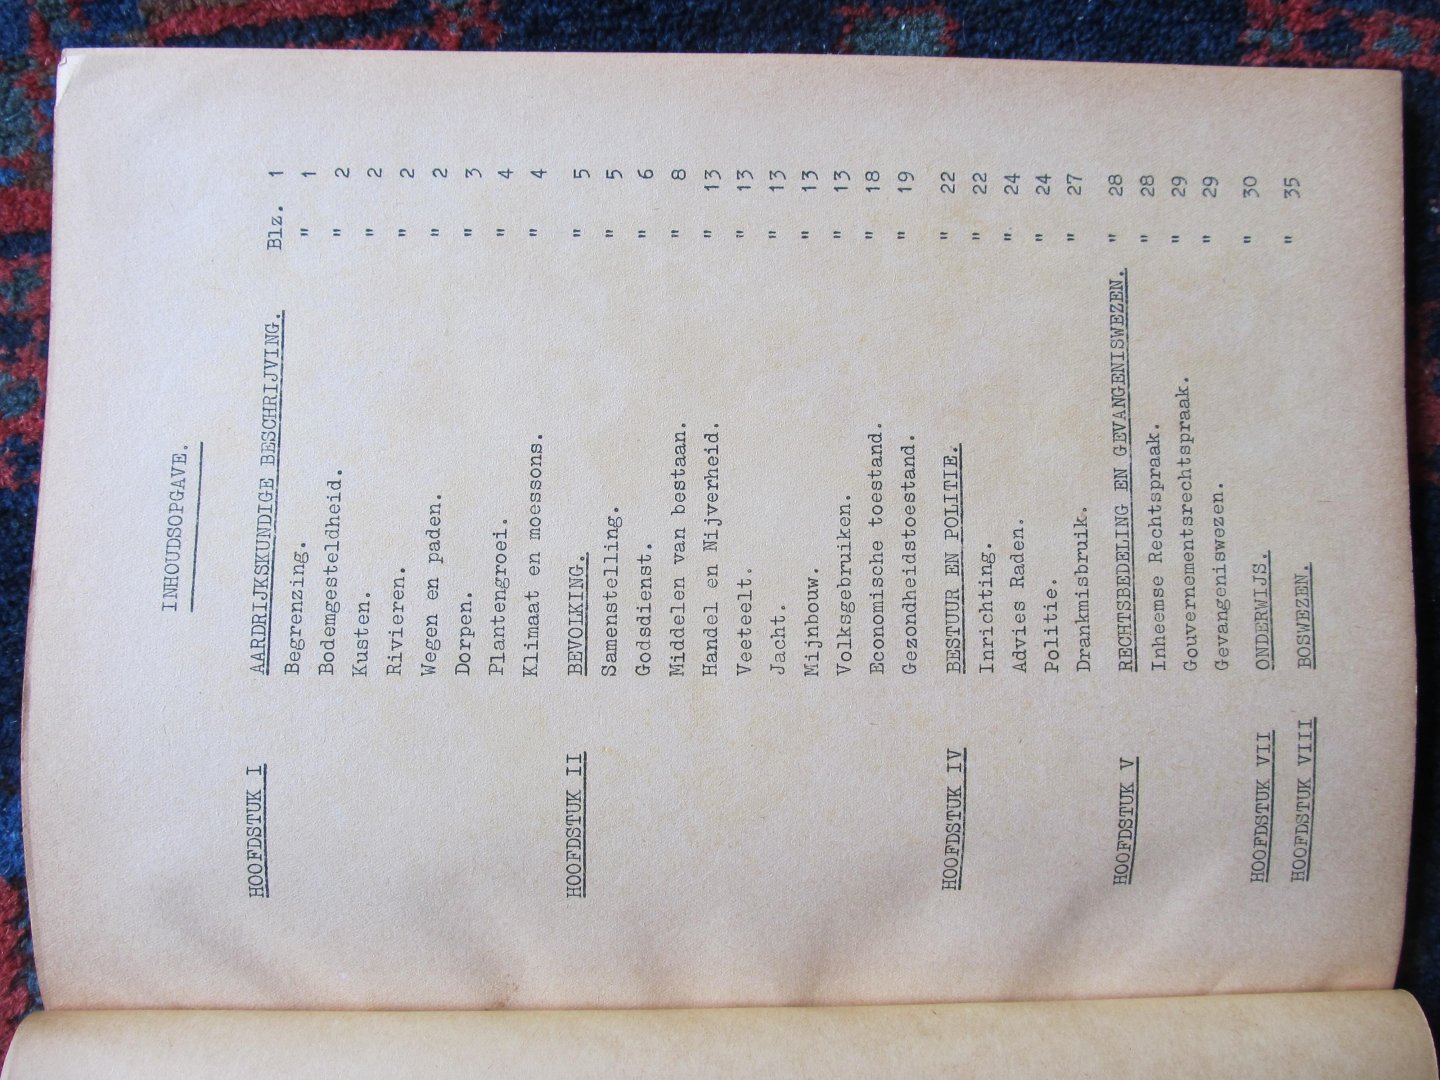 INHOUDSOPGAVE.
HOOFDSTUK I AARDRIJKSKUNDIGE BESCHRIJVING. Blz. 1
Begrenzing. " 1
Bodemgesteldheid. " 2
Kusten. " 2
Rivieren. " 2
Wegen en paden. " 2
Dorpen. " 3
Plantengroei. " 4
Klimaat en moessons. " 4
HOOFDSTUK II BEVOLKING. " 5
Samenstelling. " 5
Godsdienst. " 6
Middelen van bestaan. " 8
Handel en Nijverheid. " 13
Veeteelt. " 13
Jacht. " 13
Mijnbouw. " 13
Volksgebruiken. " 13
Economische toestand. " 18
Gezondheidstoestand. " 19
HOOFDSTUK IV BESTUUR EN POLITIE. " 22
Inrichting. " 22
Advies Raden. " 24
Politie. " 24
Drankmisbruik. " 27
HOOFDSTUK V RECHTSBEDELING EN GEVANGENISWEZEN. " 28
Inheemse Rechtspraak. " 28
Gouvernementsrechtspraak. " 29
Gevangeniswezen. " 29
HOOFDSTUK VII ONDERWIJS. " 30
HOOFDSTUK VIII BOSWEZEN. " 35